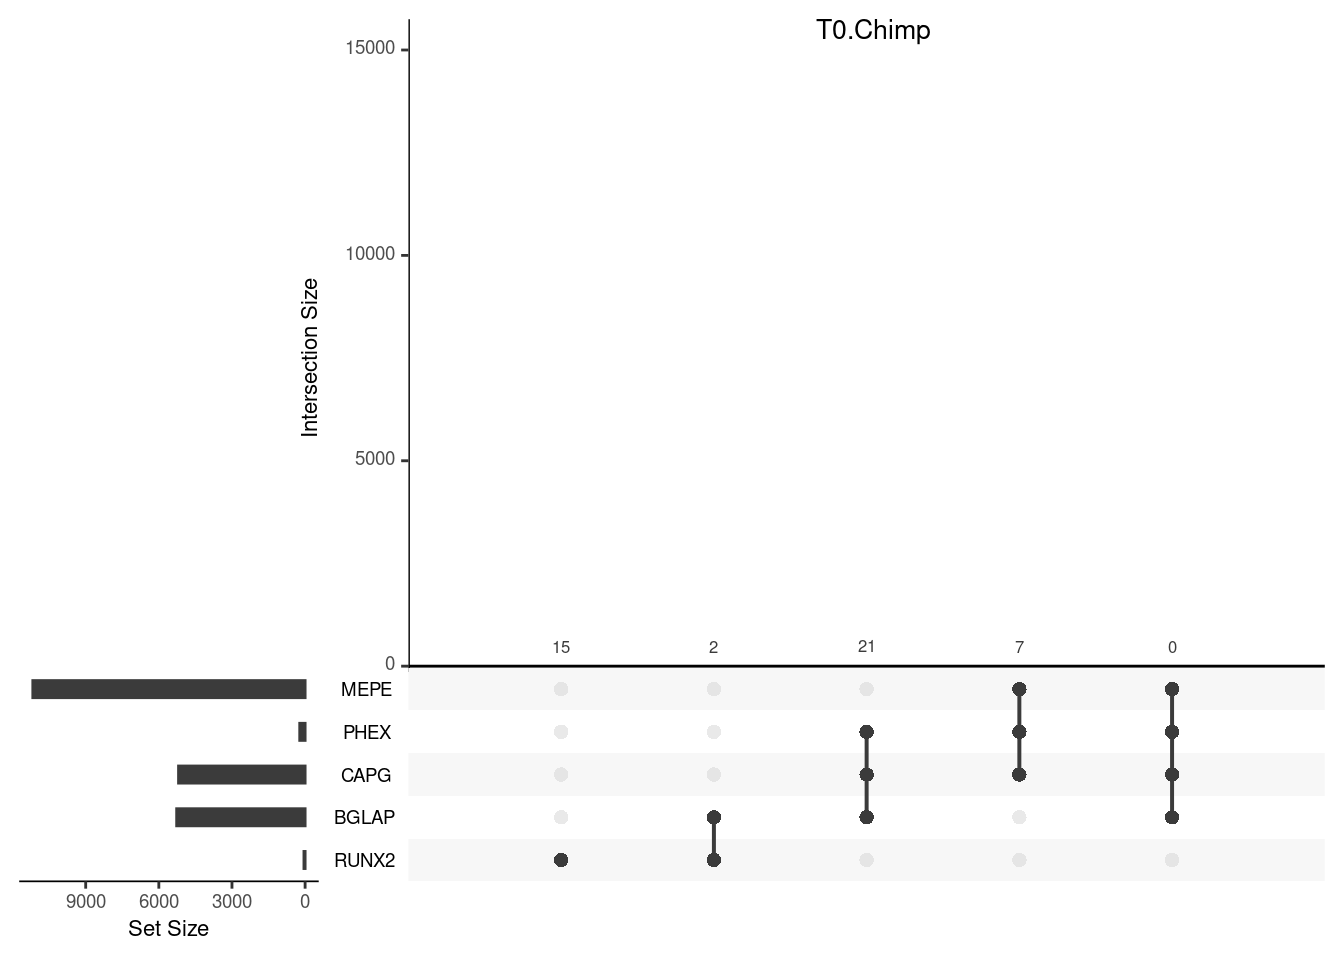 T0.Chimp
15000
10000
5000
0
Intersection Size
15 2 21 7 0
MEPE
PHEX
CAPG
BGLAP
RUNX2
9000 6000 3000 0
Set Size